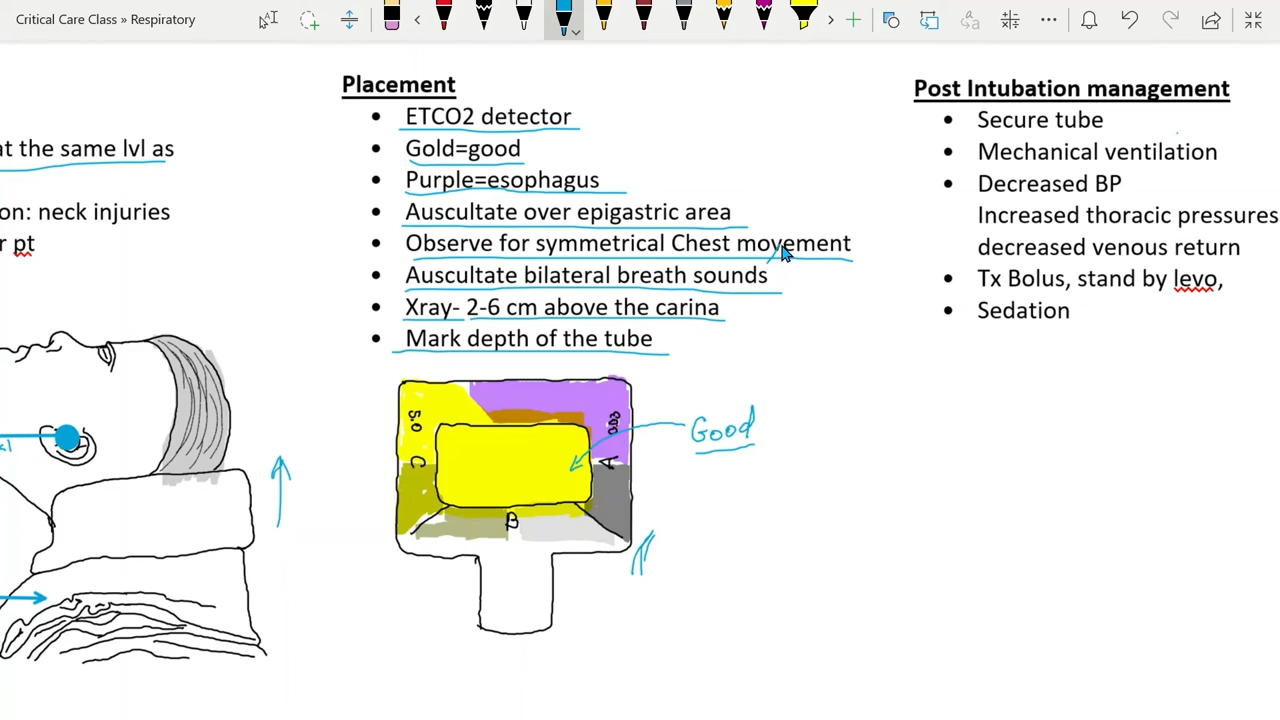 Critical Care Class » Respiratory
at the same lvl as
on: neck injuries
r pt
Placement
• ETCO2 detector
• Gold=good
• Purple=esophagus
• Auscultate over epigastric area
• Observe for symmetrical Chest movement
• Auscultate bilateral breath sounds
• Xray- 2-6 cm above the carina
• Mark depth of the tube
5.0
C
A
B
Good
Post Intubation management
• Secure tube
• Mechanical ventilation
• Decreased BP
Increased thoracic pressures
decreased venous return
• Tx Bolus, stand by levo,
• Sedation